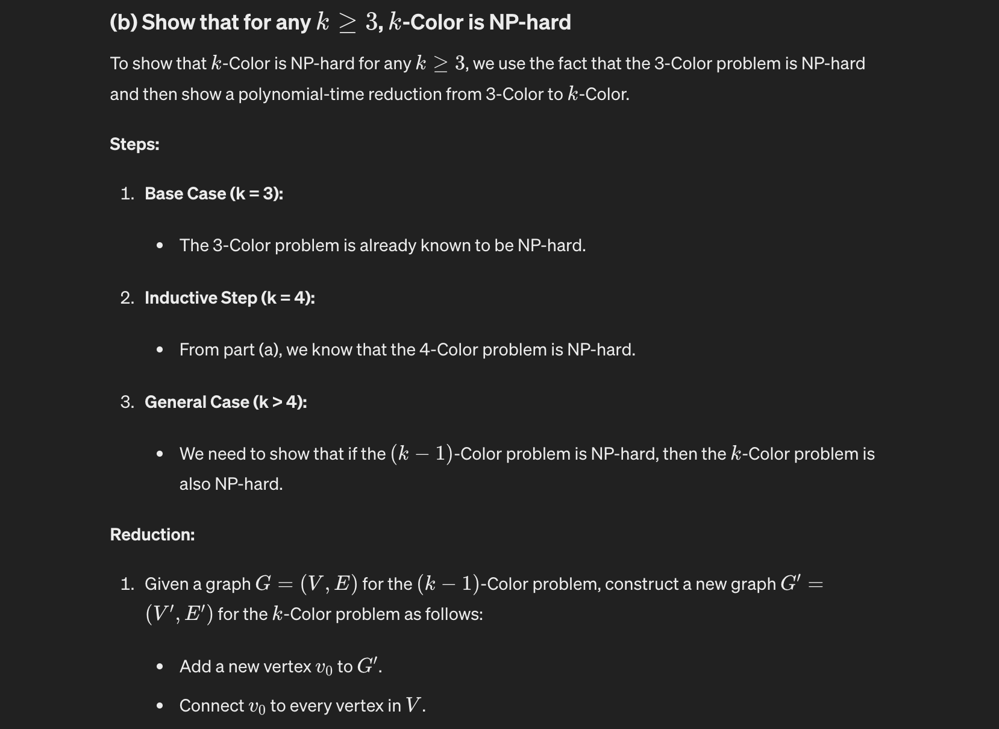 (b) Show that for any k ≥ 3, k-Color is NP-hard
To show that k-Color is NP-hard for any k ≥ 3, we use the fact that the 3-Color problem is NP-hard
and then show a polynomial-time reduction from 3-Color to k-Color.
Steps:
1. Base Case (k = 3):
• The 3-Color problem is already known to be NP-hard.
2. Inductive Step (k = 4):
• From part (a), we know that the 4-Color problem is NP-hard.
3. General Case (k > 4):
• We need to show that if the (k − 1)-Color problem is NP-hard, then the k-Color problem is
also NP-hard.
Reduction:
1. Given a graph G = (V, E) for the (k − 1)-Color problem, construct a new graph G′ =
(V′, E′) for the k-Color problem as follows:
• Add a new vertex v₀ to G′.
• Connect v₀ to every vertex in V.